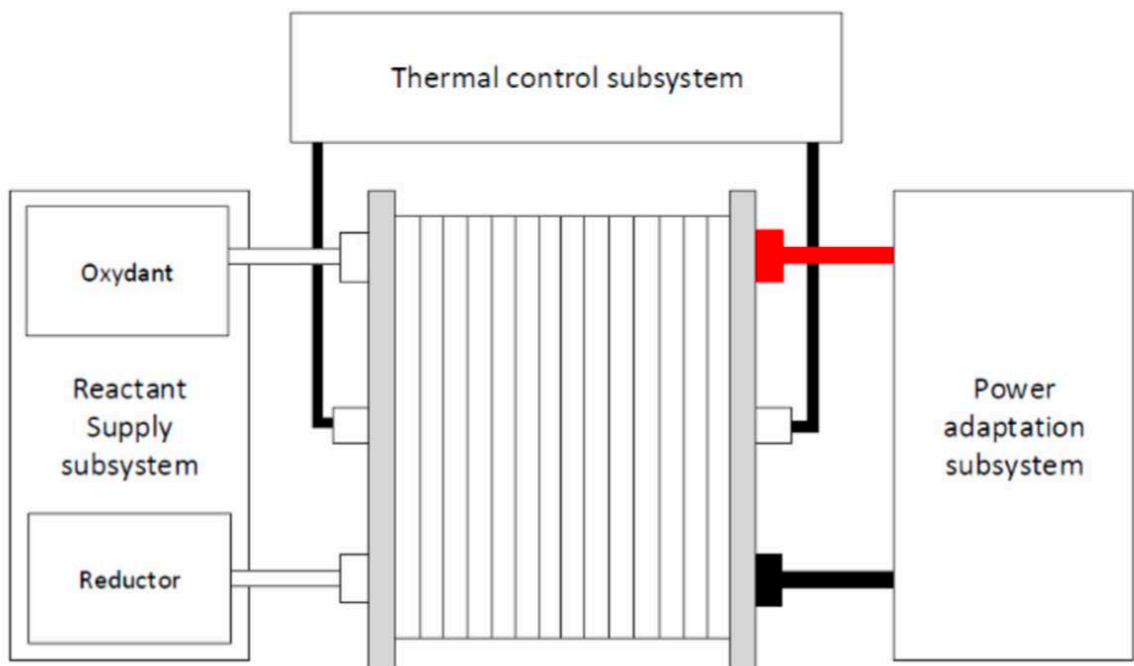 Thermal control subsystem
Oxydant
Reactant
Supply
subsystem
Reductor
Power
adaptation
subsystem